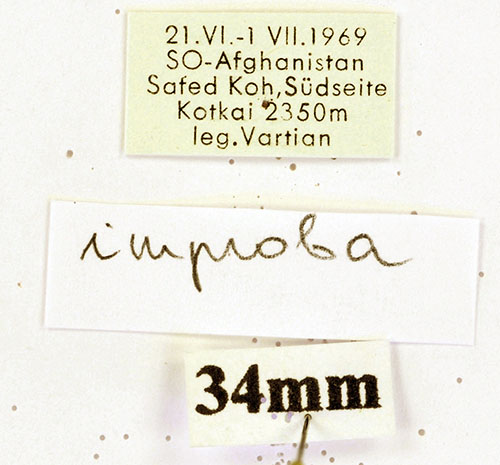 21.VI.-1 VII.1969
SO-Afghanistan
Safed Koh,Südseite
Kotkai 2350m
leg.Vartian
improba
34mm